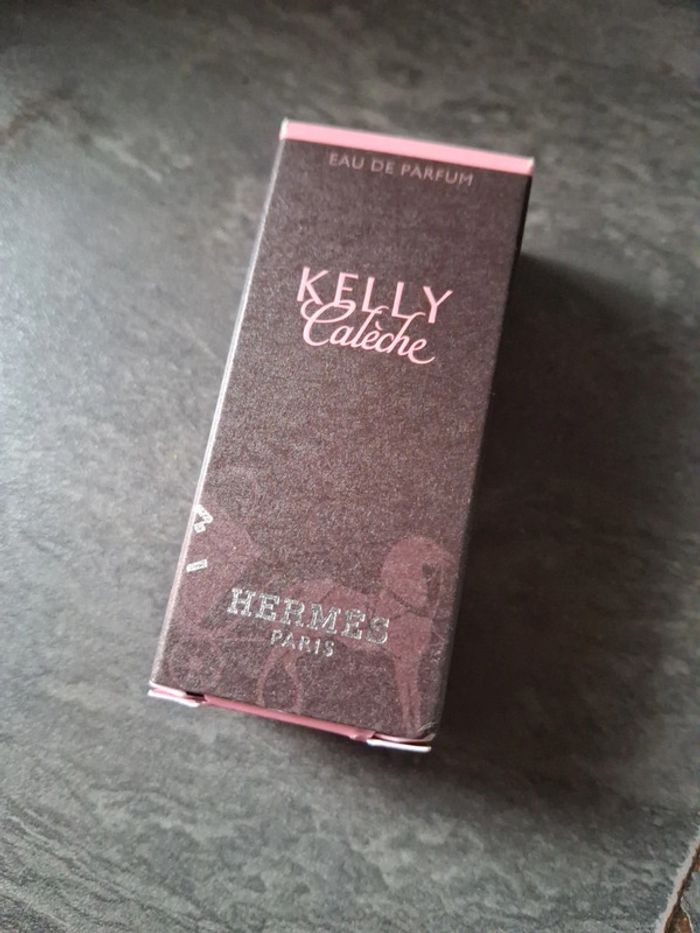 EAU DE PARFUM
KELLY
Calèche
HERMÈS
PARIS